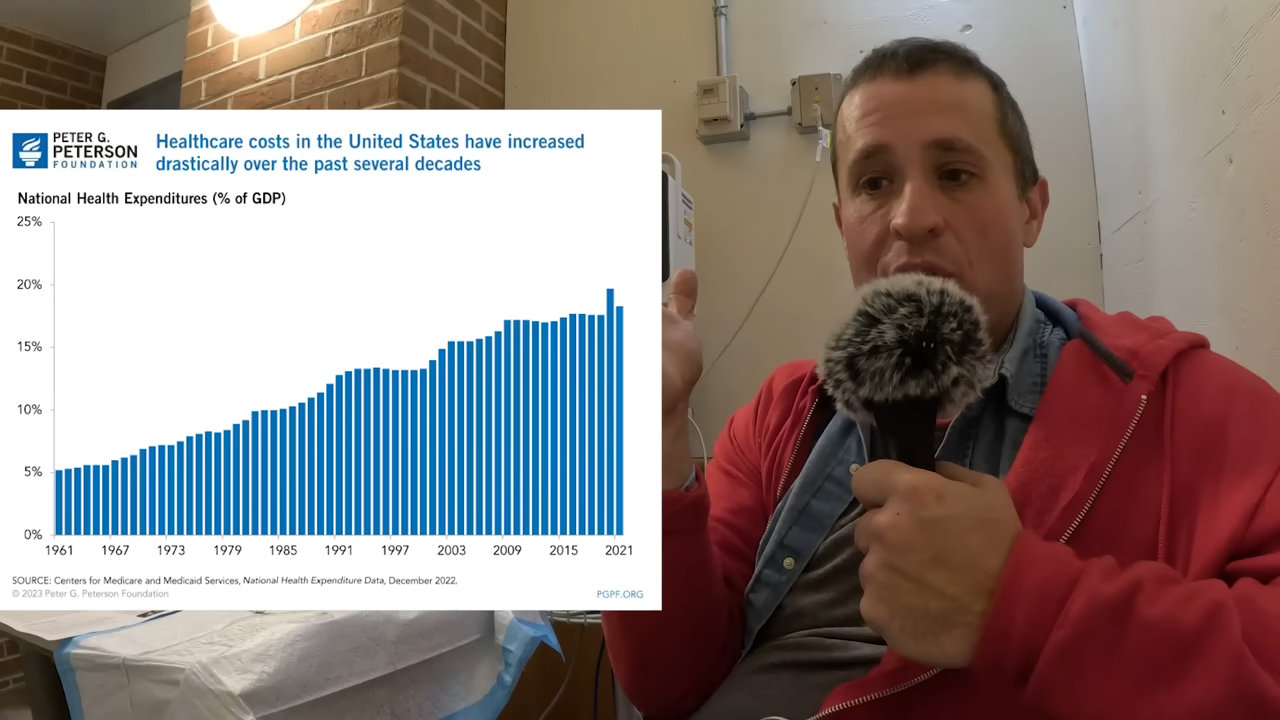 PETER G.
PETERSON
FOUNDATION
Healthcare costs in the United States have increased
drastically over the past several decades
National Health Expenditures (% of GDP)
25%
20%
15%
10%
5%
0%
1961 1967 1973 1979 1985 1991 1997 2003 2009 2015 2021
SOURCE: Centers for Medicare and Medicaid Services, National Health Expenditure Data, December 2022.
© 2023 Peter G. Peterson Foundation
PGPF.ORG